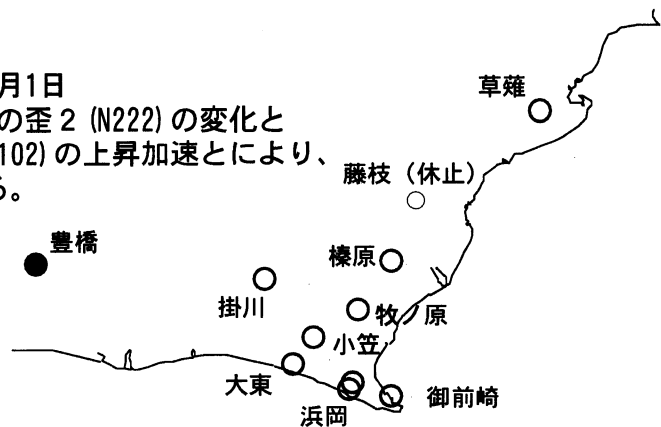 月1日
の歪2(N222)の変化と
102)の上昇加速とにより、
る。
草薙
藤枝(休止)
豊橋
榛原
掛川
牧ノ原
小笠
大東
御前崎
浜岡